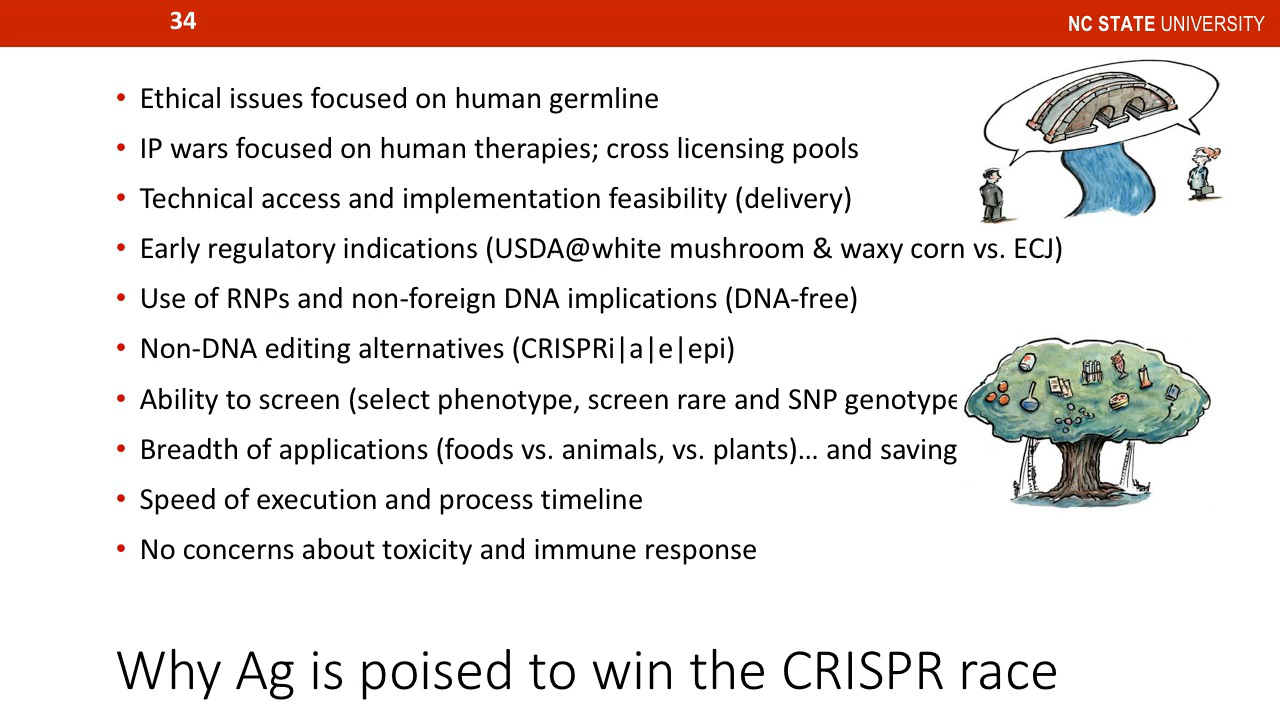 34
NC STATE UNIVERSITY
• Ethical issues focused on human germline
• IP wars focused on human therapies; cross licensing pools
• Technical access and implementation feasibility (delivery)
• Early regulatory indications (USDA@white mushroom & waxy corn vs. ECJ)
• Use of RNPs and non-foreign DNA implications (DNA-free)
• Non-DNA editing alternatives (CRISPRi|a|e|epi)
• Ability to screen (select phenotype, screen rare and SNP genotype
• Breadth of applications (foods vs. animals, vs. plants)… and saving
• Speed of execution and process timeline
• No concerns about toxicity and immune response
Why Ag is poised to win the CRISPR race